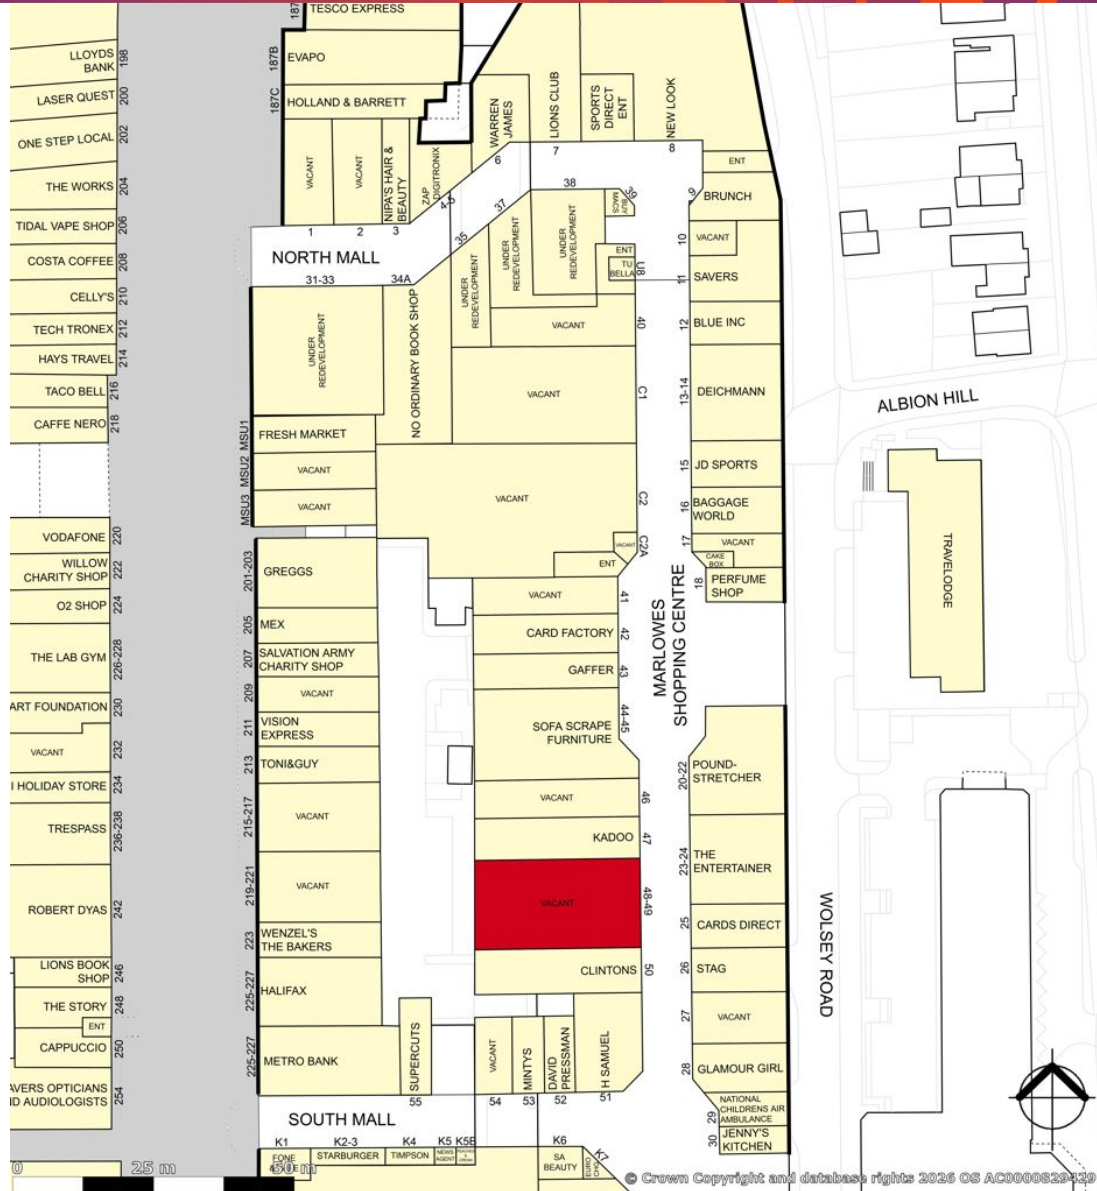 TESCO EXPRESS
187B
EVAPO
187C
HOLLAND & BARRETT
LLOYDS
BANK
198
LASER QUEST
200
ONE STEP LOCAL
202
THE WORKS
204
TIDAL VAPE SHOP
206
COSTA COFFEE
208
CELLY'S
210
TECH TRONEX
212
HAYS TRAVEL
214
TACO BELL
216
CAFFE NERO
218
VODAFONE
220
WILLOW
CHARITY SHOP
222
O2 SHOP
224
THE LAB GYM
226-228
ART FOUNDATION
230
VACANT
232
I HOLIDAY STORE
234
TRESPASS
236-238
ROBERT DYAS
242
LIONS BOOK
SHOP
246
THE STORY
248
ENT
CAPPUCCIO
250
AVERS OPTICIANS
D AUDIOLOGISTS
254
VACANT
1
VACANT
2
NIPA'S HAIR &
BEAUTY
3
ZAP
DIGITRONIX
4-5
WARREN
JAMES
6
LIONS CLUB
7
SPORTS
DIRECT
ENT
NEW LOOK
8
NORTH MALL
31-33
UNDER
REDEVELOPMENT
34A
NO ORDINARY BOOK SHOP
35
UNDER
REDEVELOPMENT
37
UNDER
REDEVELOPMENT
38
UNDER
REDEVELOPMENT
39
MACS
BUY
ENT
TU
BELLA
U8
VACANT
40
VACANT
C1
VACANT
C2
VACANT
C2A
ENT
MSU1
FRESH MARKET
MSU2
VACANT
MSU3
VACANT
ENT
9
BRUNCH
10
VACANT
11
SAVERS
12
BLUE INC
13-14
DEICHMANN
15
JD SPORTS
16
BAGGAGE
WORLD
17
VACANT
CAKE
BOX
18
PERFUME
SHOP
201-203
GREGGS
205
MEX
207
SALVATION ARMY
CHARITY SHOP
209
VACANT
211
VISION
EXPRESS
213
TONI&GUY
215-217
VACANT
219-221
VACANT
223
WENZEL'S
THE BAKERS
225-227
HALIFAX
225-227
METRO BANK
VACANT
41
CARD FACTORY
42
GAFFER
43
SOFA SCRAPE
FURNITURE
44-45
VACANT
46
KADOO
47
VACANT
48-49
CLINTONS
50
MARLOWES
SHOPPING CENTRE
20-22
POUND-
STRETCHER
23-24
THE
ENTERTAINER
25
CARDS DIRECT
26
STAG
27
VACANT
28
GLAMOUR GIRL
29
NATIONAL
CHILDRENS AIR
AMBULANCE
30
JENNY'S
KITCHEN
SUPERCUTS
55
VACANT
54
MINTYS
53
DAVID
PRESSMAN
52
H SAMUEL
51
SOUTH MALL
K1
FONE
K2-3
STARBURGER
K4
TIMPSON
K5
NEWS
AGENT
K5B
K6
SA
BEAUTY
K7
EURO
ALBION HILL
TRAVELODGE
WOLSEY ROAD
0
25 m
50 m
© Crown Copyright and database rights 2026 OS AC0000829429